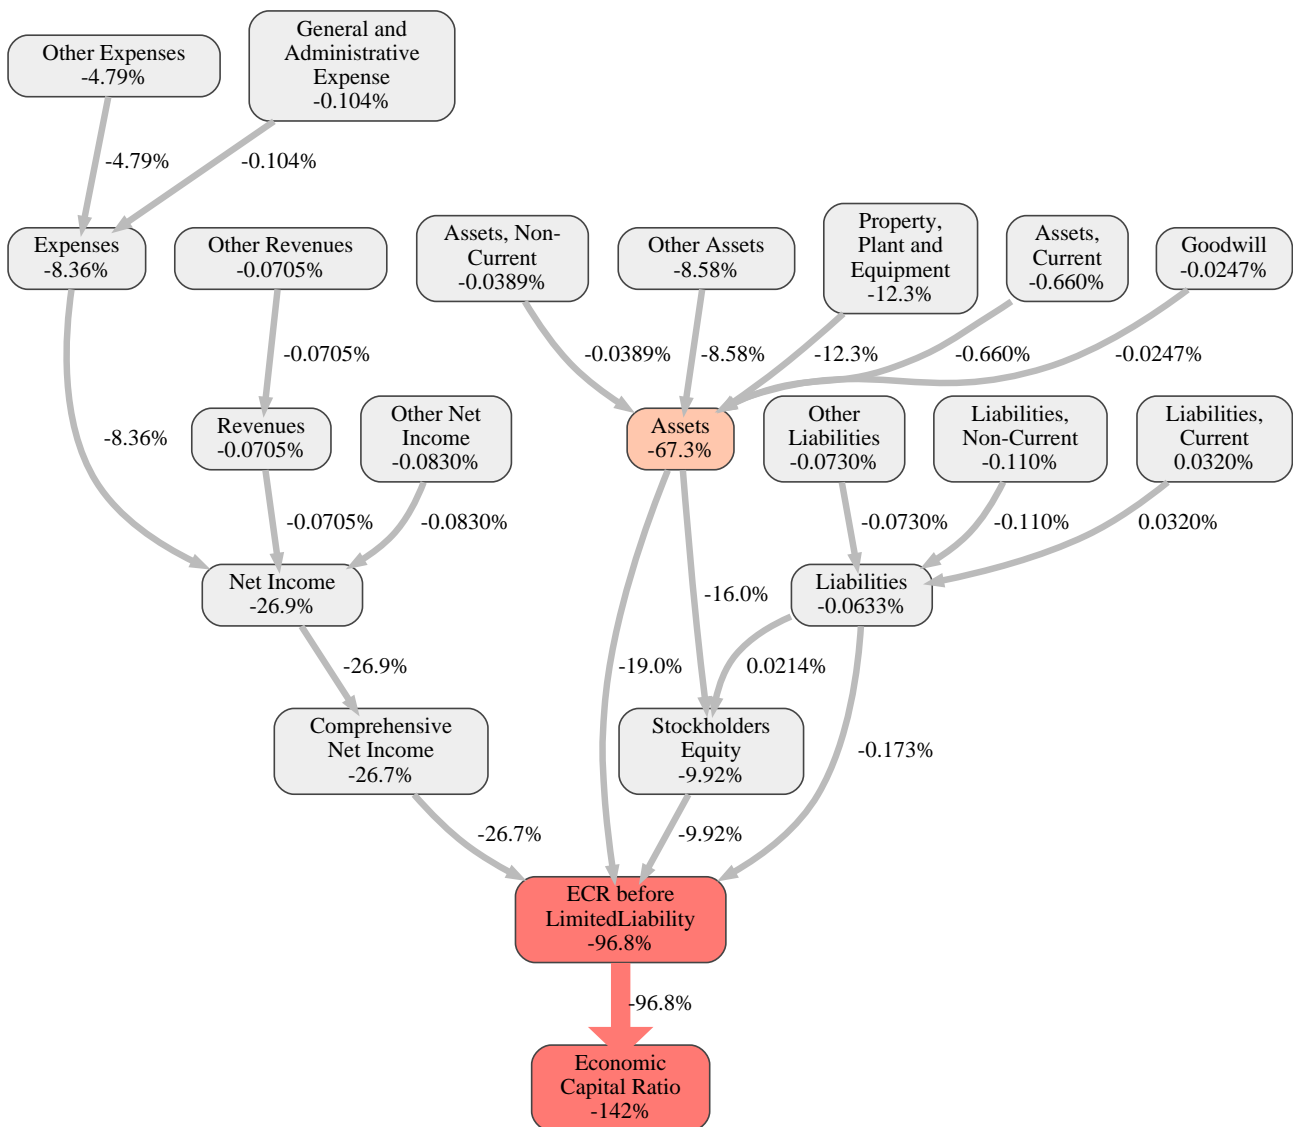 Other Expenses
-4.79%
General and
Administrative
Expense
-0.104%
-4.79%
-0.104%
Expenses
-8.36%
Other Revenues
-0.0705%
Assets, Non-
Current
-0.0389%
Other Assets
-8.58%
Property,
Plant and
Equipment
-12.3%
Assets,
Current
-0.660%
Goodwill
-0.0247%
-0.0705%
-0.0389%
-8.58%
-12.3%
-0.660%
-0.0247%
-8.36%
Revenues
-0.0705%
Other Net
Income
-0.0830%
Assets
-67.3%
Other
Liabilities
-0.0730%
Liabilities,
Non-Current
-0.110%
Liabilities,
Current
0.0320%
-0.0705%
-0.0830%
-0.0730%
-0.110%
0.0320%
Net Income
-26.9%
-16.0%
Liabilities
-0.0633%
-26.9%
-19.0%
0.0214%
Comprehensive
Net Income
-26.7%
Stockholders
Equity
-9.92%
-0.173%
-26.7%
-9.92%
ECR before
LimitedLiability
-96.8%
-96.8%
Economic
Capital Ratio
-142%